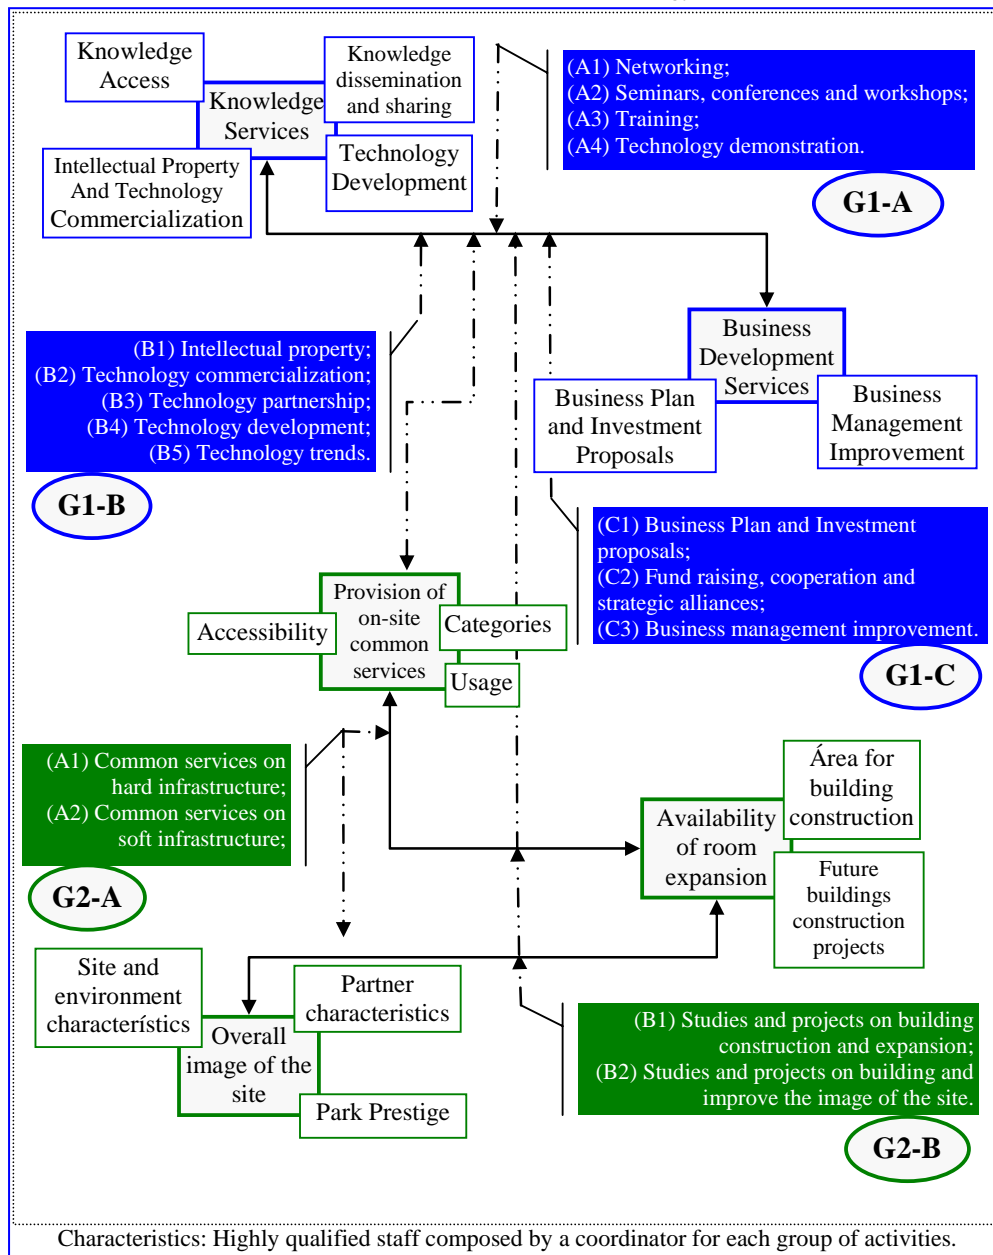 Knowledge
Access
Knowledge
dissemination
and sharing
Knowledge
Services
Intellectual Property
And Technology
Commercialization
Technology
Development
(A1) Networking;
(A2) Seminars, conferences and workshops;
(A3) Training;
(A4) Technology demonstration.
G1-A
(B1) Intellectual property;
(B2) Technology commercialization;
(B3) Technology partnership;
(B4) Technology development;
(B5) Technology trends.
G1-B
Business
Development
Services
Business Plan
and Investment
Proposals
Business
Management
Improvement
(C1) Business Plan and Investment
proposals;
(C2) Fund raising, cooperation and
strategic alliances;
(C3) Business management improvement.
G1-C
Provision of
on-site
common
services
Accessibility
Categories
Usage
(A1) Common services on
hard infrastructure;
(A2) Common services on
soft infrastructure;
G2-A
Área for
building
construction
Availability
of room
expansion
Future
buildings
construction
projects
Site and
environment
característics
Partner
characteristics
Overall
image of the
site
Park Prestige
(B1) Studies and projects on building
construction and expansion;
(B2) Studies and projects on building and
improve the image of the site.
G2-B
Characteristics: Highly qualified staff composed by a coordinator for each group of activities.